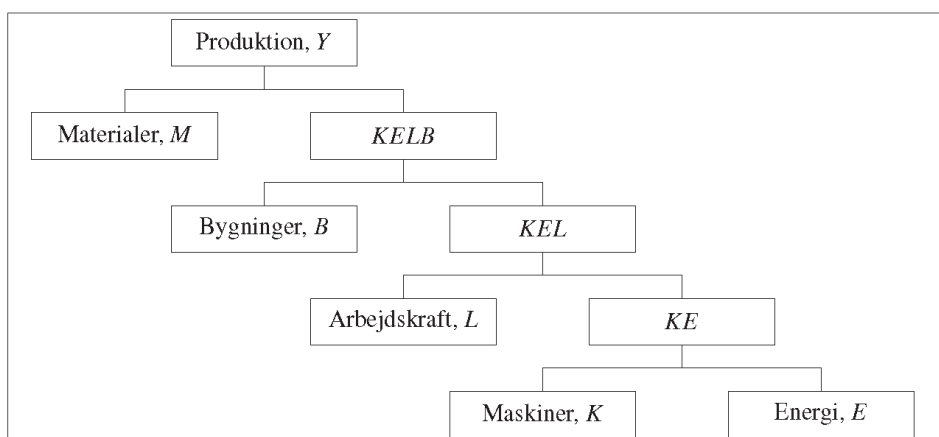 Produktion, Y
Materialer, M
KELB
Bygninger, B
KEL
Arbejdskraft, L
KE
Maskiner, K
Energi, E